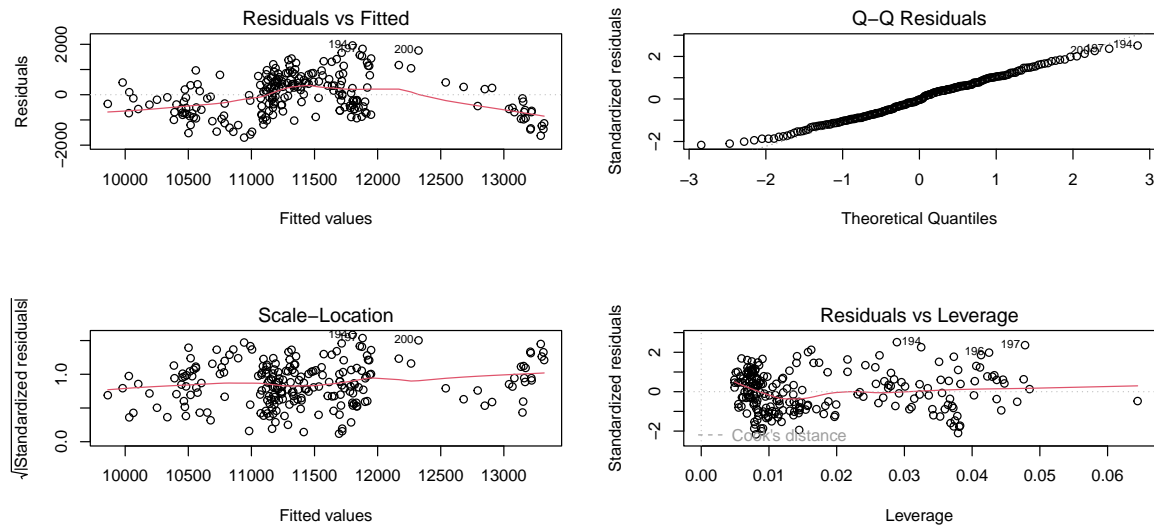 Residuals vs Fitted
Residuals
2000
0
−2000
194
200
10000 10500 11000 11500 12000 12500 13000
Fitted values
Q−Q Residuals
Standardized residuals
2
0
−2
197
194
−3 −2 −1 0 1 2 3
Theoretical Quantiles
Scale−Location
√|Standardized residuals|
1.0
0.0
200
10000 10500 11000 11500 12000 12500 13000
Fitted values
Residuals vs Leverage
Standardized residuals
2
0
−2
194
196
197
Cook's distance
0.00 0.01 0.02 0.03 0.04 0.05 0.06
Leverage